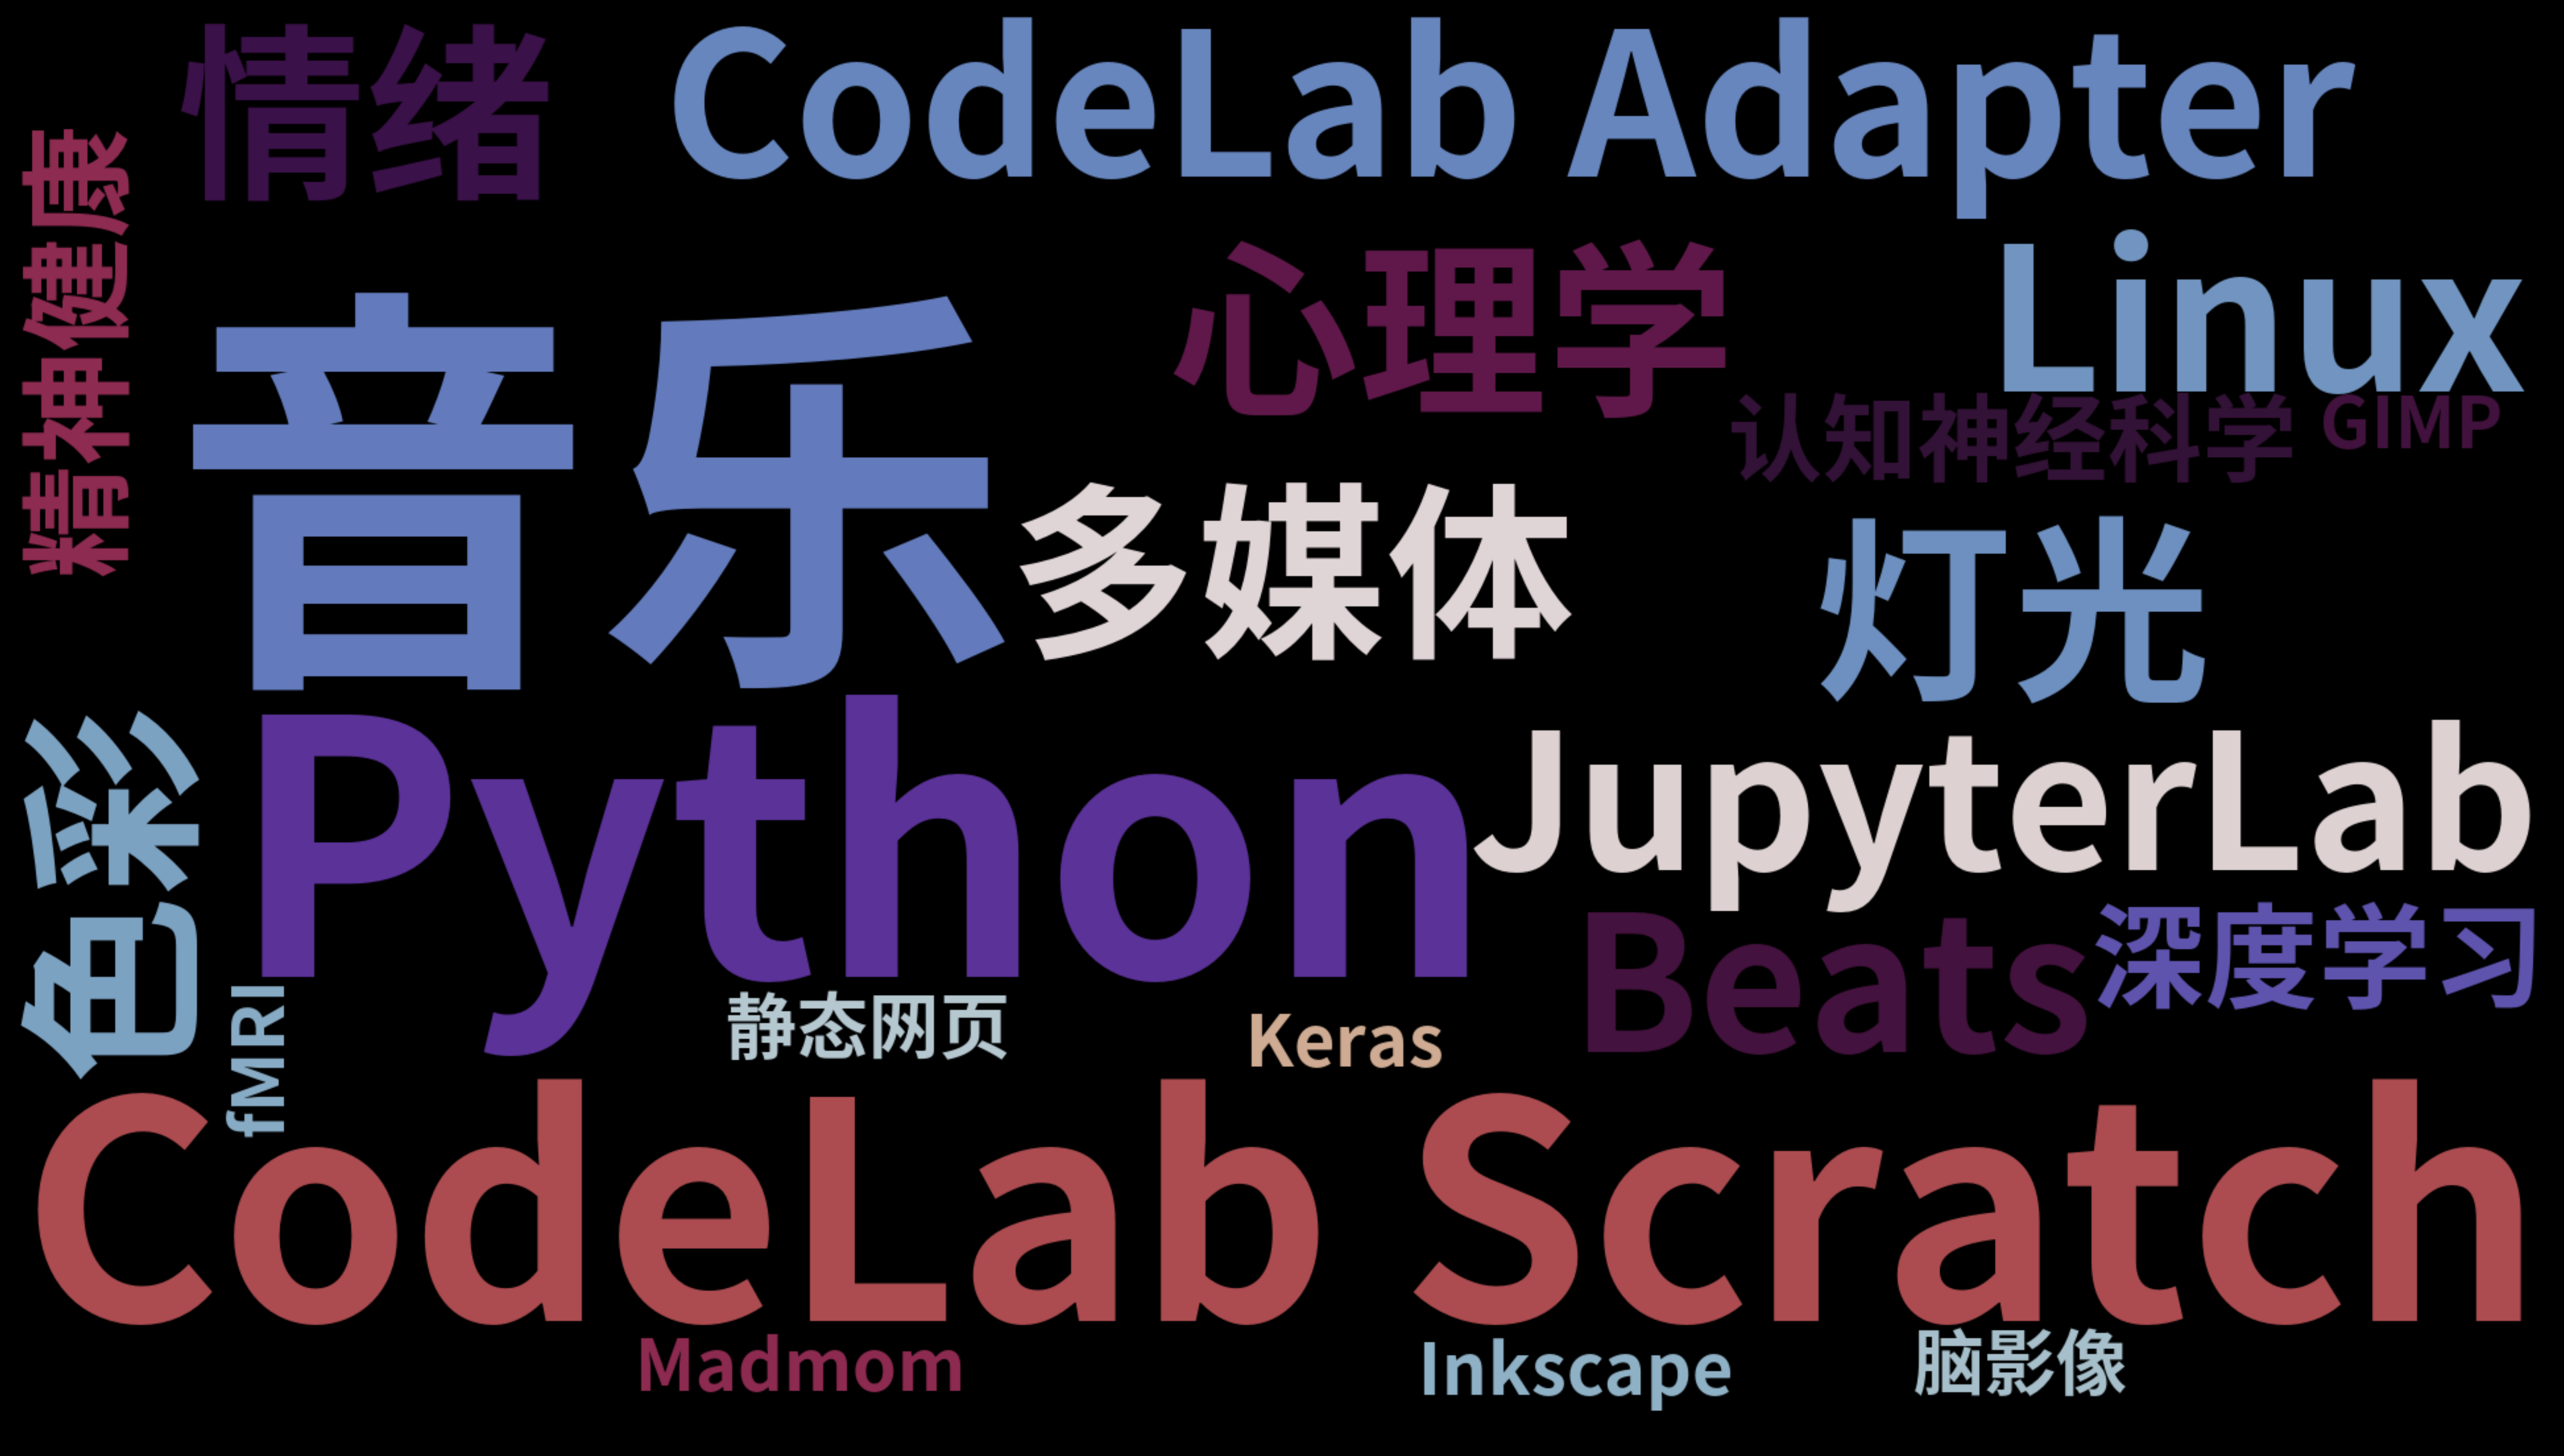 情绪
CodeLab Adapter
精神健康
心理学
Linux
音乐
认知神经科学
GIMP
多媒体
灯光
色彩
Python
JupyterLab
Beats
深度学习
fMRI
静态网页
Keras
CodeLab Scratch
Madmom
Inkscape
脑影像